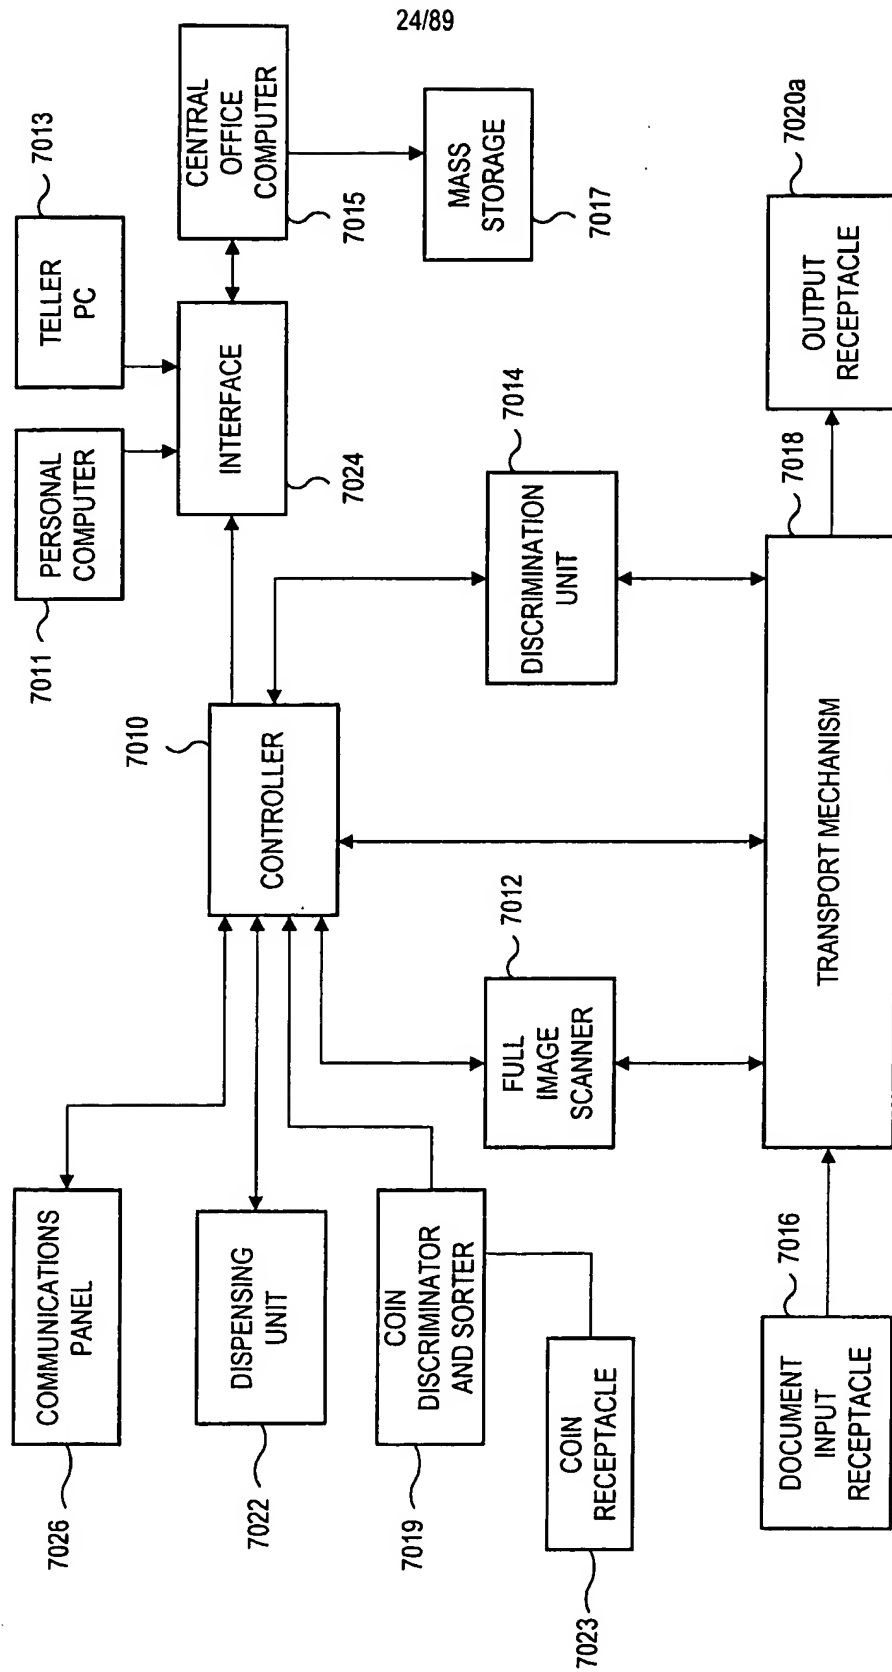 24/89
7013
TELLER
PC
CENTRAL
OFFICE
COMPUTER
7015
MASS
STORAGE
7017
7011
PERSONAL
COMPUTER
INTERFACE
7024
7010
CONTROLLER
7014
DISCRIMINATION
UNIT
7020a
OUTPUT
RECEPTACLE
7018
TRANSPORT MECHANISM
7012
FULL
IMAGE
SCANNER
COMMUNICATIONS
PANEL
7026
DISPENSING
UNIT
7022
COIN
DISCRIMINATOR
AND SORTER
7019
COIN
RECEPTACLE
7023
7016
DOCUMENT
INPUT
RECEPTACLE